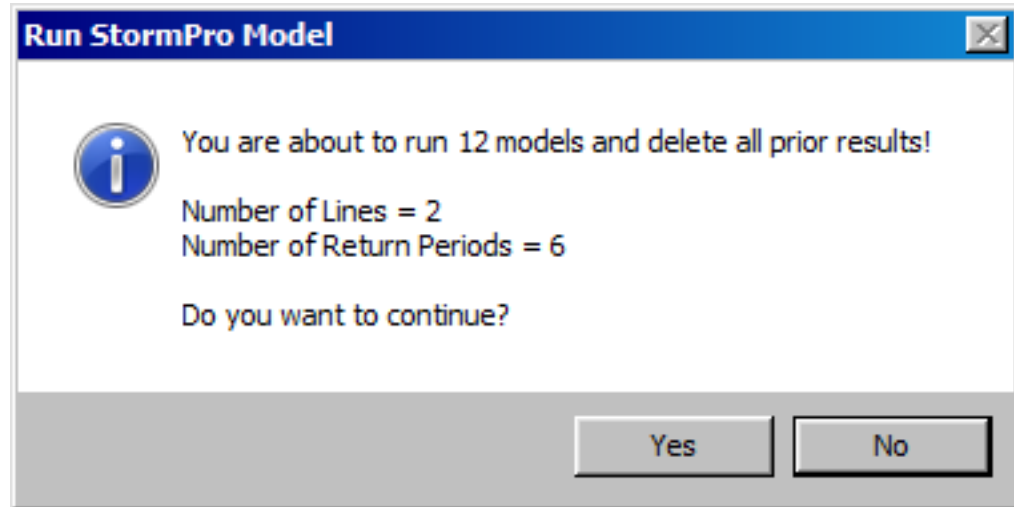 Run StormPro Model
You are about to run 12 models and delete all prior results!
Number of Lines = 2
Number of Return Periods = 6
Do you want to continue?
Yes
No